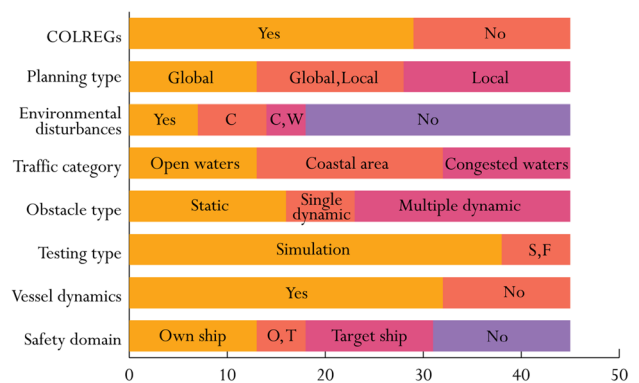 COLREGs Yes No
Planning type Global Global,Local Local
Environmental
disturbances Yes C C,W No
Traffic category Open waters Coastal area Congested waters
Obstacle type Static Single
dynamic Multiple dynamic
Testing type Simulation S,F
Vessel dynamics Yes No
Safety domain Own ship O,T Target ship No
0 10 20 30 40 50